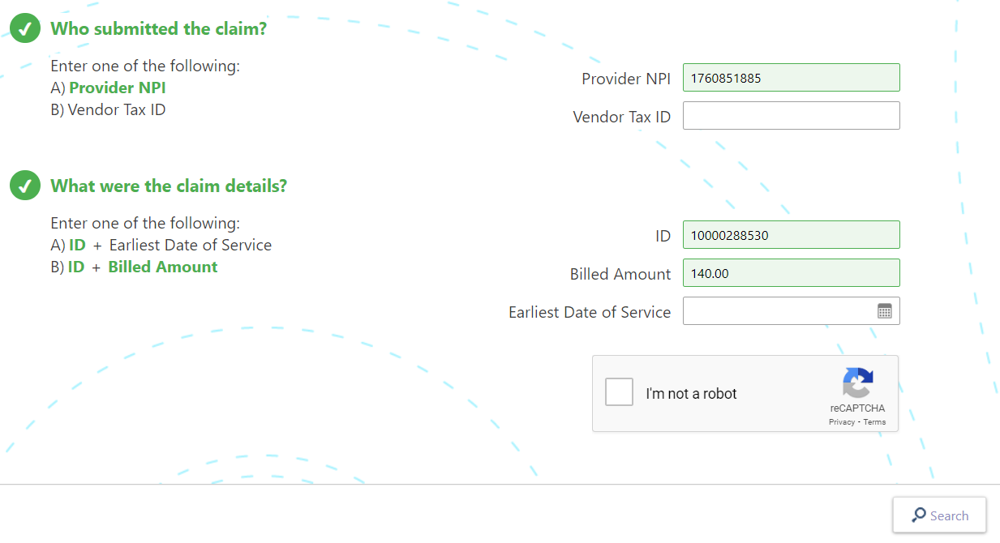 Who submitted the claim?
Enter one of the following:
A) Provider NPI
B) Vendor Tax ID
Provider NPI 1760851885
Vendor Tax ID
What were the claim details?
Enter one of the following:
A) ID + Earliest Date of Service
B) ID + Billed Amount
ID 10000288530
Billed Amount 140.00
Earliest Date of Service
I'm not a robot
reCAPTCHA
Privacy - Terms
Search